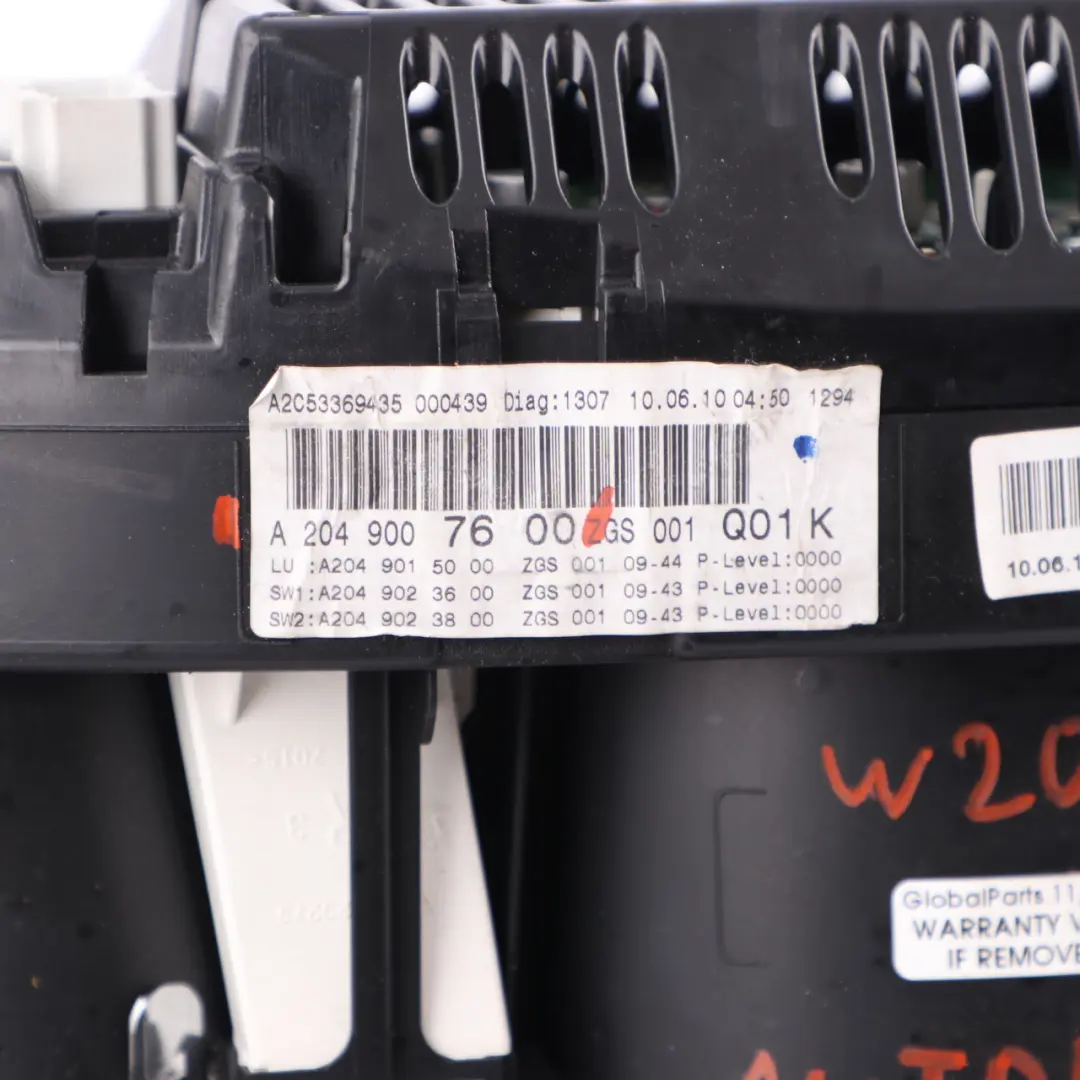 A2C53369435 000439 Diag:1307 10.06.10 04:50 1294
A 204 900 76 00 ZGS 001 Q01 K
LU :A204 901 50 00 ZGS 001 09-44 P-Level:0000
SW1:A204 902 36 00 ZGS 001 09-43 P-Level:0000
SW2:A204 902 38 00 ZGS 001 09-43 P-Level:0000
10.06.1
W20
GlobalParts.11
WARRANTY V
IF REMOVE
3